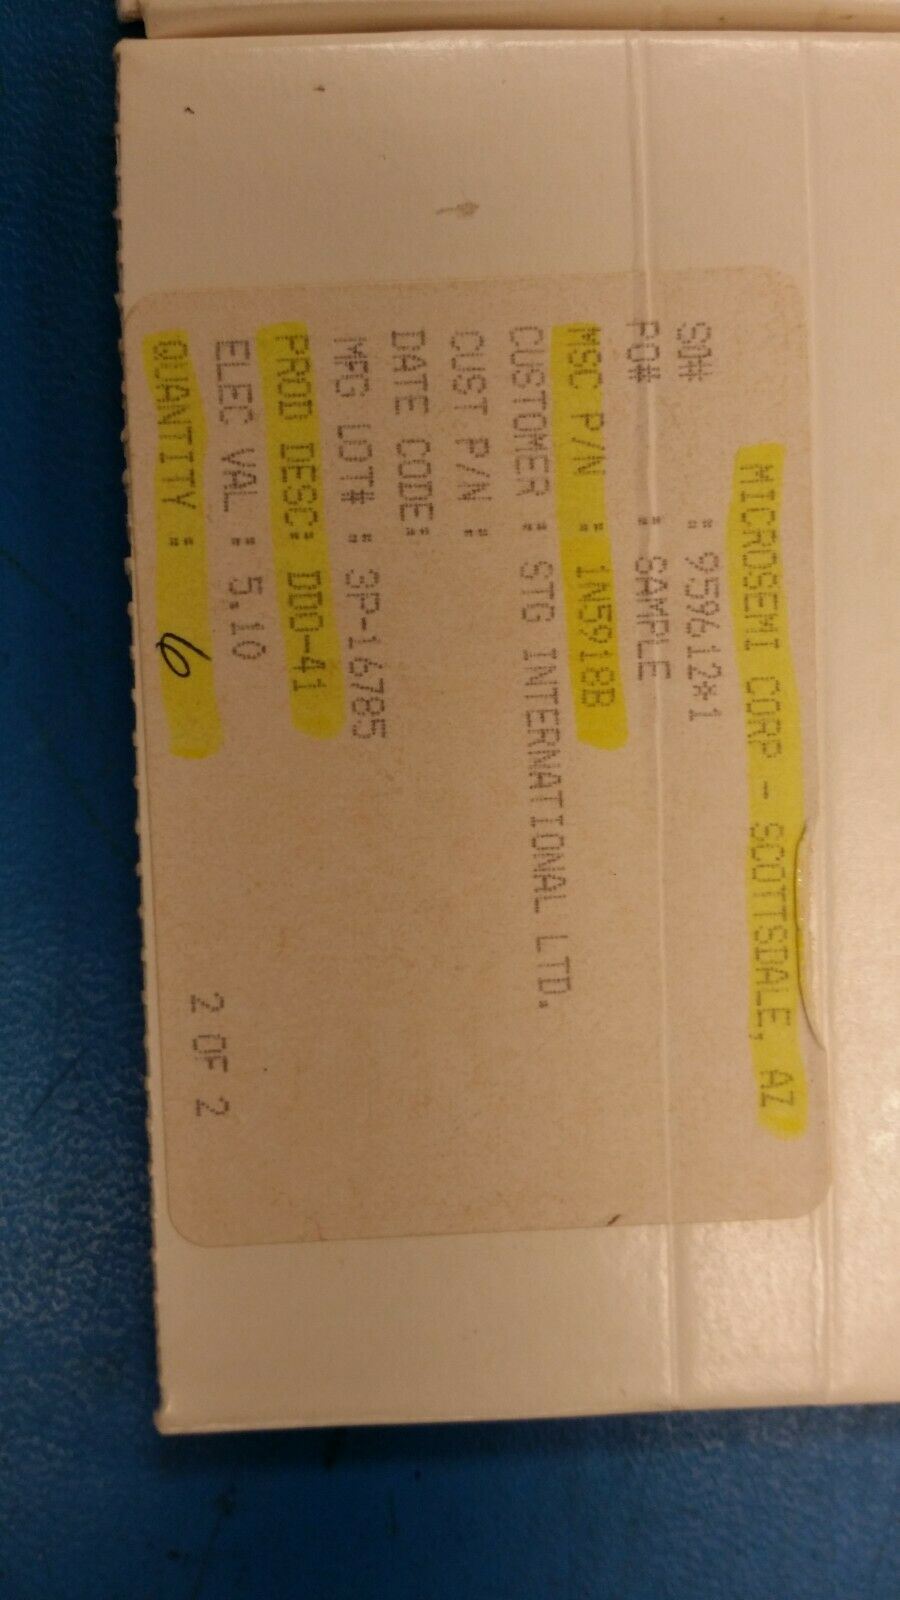 MICROSEMI CORP - SCOTTSDALE, AZ
SO# : 959612*1
PO# : SAMPLE
MSC P/N : 1N5918B
CUSTOMER : STG INTERNATIONAL LTD.
CUST P/N :
DATE CODE:
MFG LOT# : 3P-16785
PROD DESC: DDO-41
ELEC VAL : 5.10
QUANTITY : 6
2 OF 2